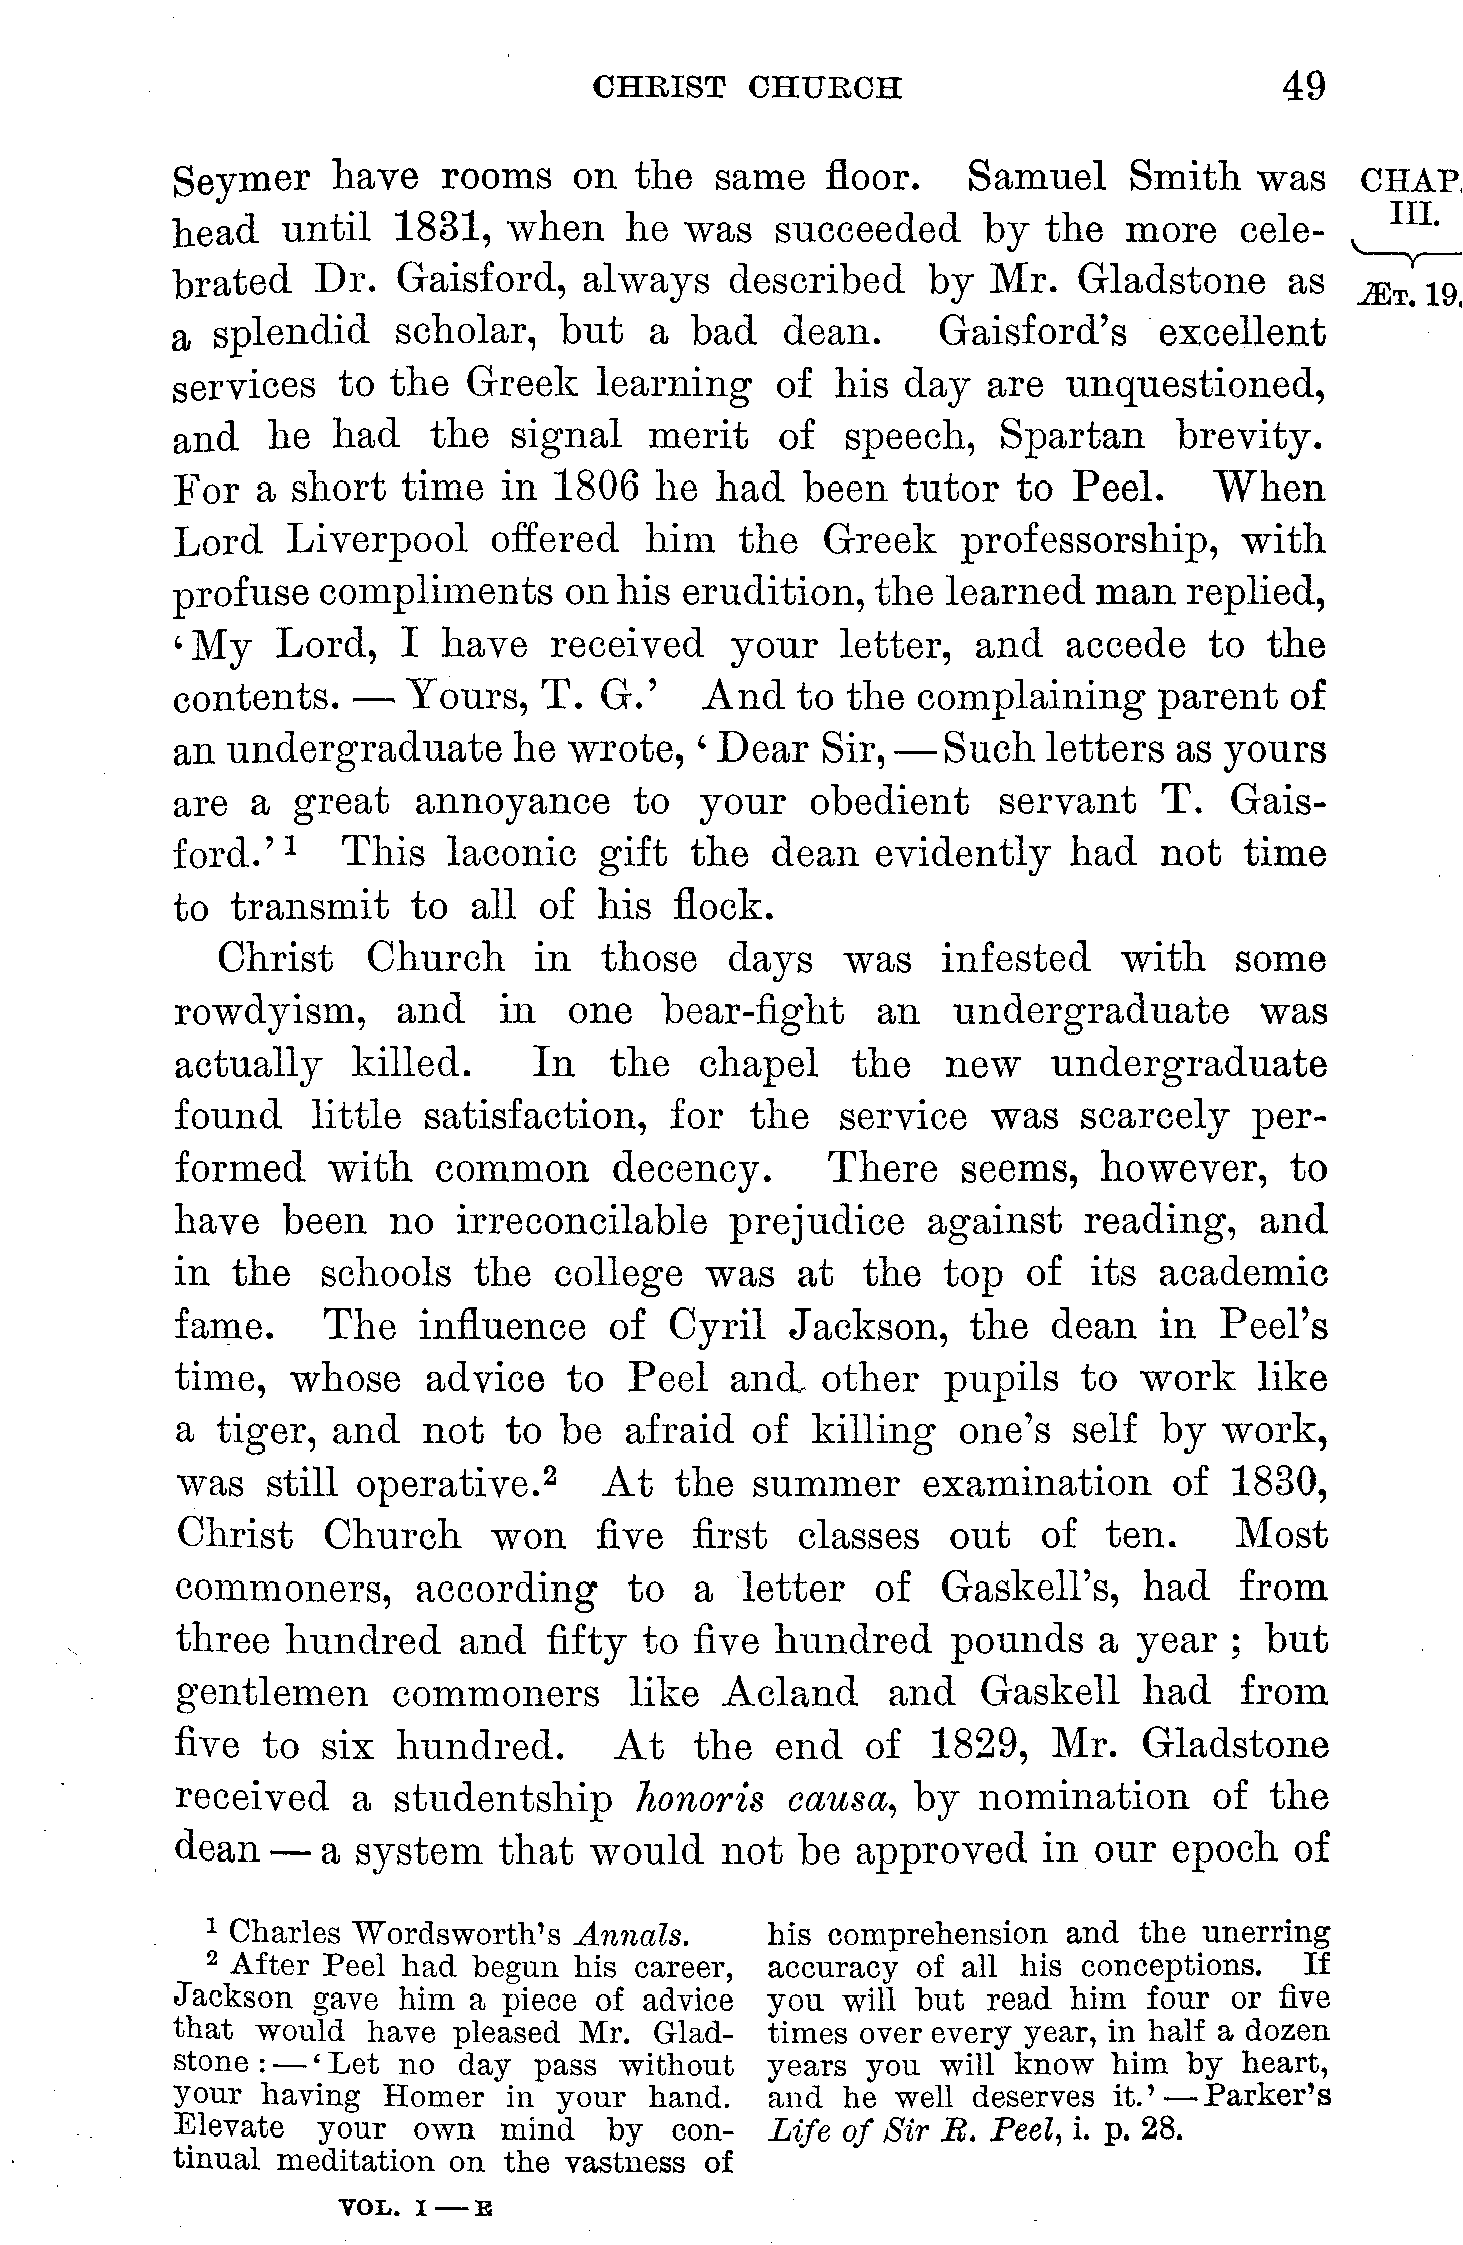 CHRIST CHURCH 49
Seymer have rooms on the same floor. Samuel Smith was
head until 1831, when he was succeeded by the more cele-
brated Dr. Gaisford, always described by Mr. Gladstone as
a splendid scholar, but a bad dean. Gaisford's excellent
services to the Greek learning of his day are unquestioned,
and he had the signal merit of speech, Spartan brevity.
For a short time in 1806 he had been tutor to Peel. When
Lord Liverpool offered him the Greek professorship, with
profuse compliments on his erudition, the learned man replied,
‘My Lord, I have received your letter, and accede to the
contents. — Yours, T. G.’ And to the complaining parent of
an undergraduate he wrote, ‘Dear Sir, — Such letters as yours
are a great annoyance to your obedient servant T. Gais-
ford.’ ¹ This laconic gift the dean evidently had not time
to transmit to all of his flock.
Christ Church in those days was infested with some
rowdyism, and in one bear-fight an undergraduate was
actually killed. In the chapel the new undergraduate
found little satisfaction, for the service was scarcely per-
formed with common decency. There seems, however, to
have been no irreconcilable prejudice against reading, and
in the schools the college was at the top of its academic
fame. The influence of Cyril Jackson, the dean in Peel's
time, whose advice to Peel and other pupils to work like
a tiger, and not to be afraid of killing one's self by work,
was still operative.² At the summer examination of 1830,
Christ Church won five first classes out of ten. Most
commoners, according to a letter of Gaskell's, had from
three hundred and fifty to five hundred pounds a year; but
gentlemen commoners like Acland and Gaskell had from
five to six hundred. At the end of 1829, Mr. Gladstone
received a studentship honoris causa, by nomination of the
dean — a system that would not be approved in our epoch of
CHAP.
III.
ÆT. 19.
¹ Charles Wordsworth's Annals.
² After Peel had begun his career,
Jackson gave him a piece of advice
that would have pleased Mr. Glad-
stone: — ‘Let no day pass without
your having Homer in your hand.
Elevate your own mind by con-
tinual meditation on the vastness of
his comprehension and the unerring
accuracy of all his conceptions. If
you will but read him four or five
times over every year, in half a dozen
years you will know him by heart,
and he well deserves it.’ — Parker's
Life of Sir R. Peel, i. p. 28.
VOL. I — E